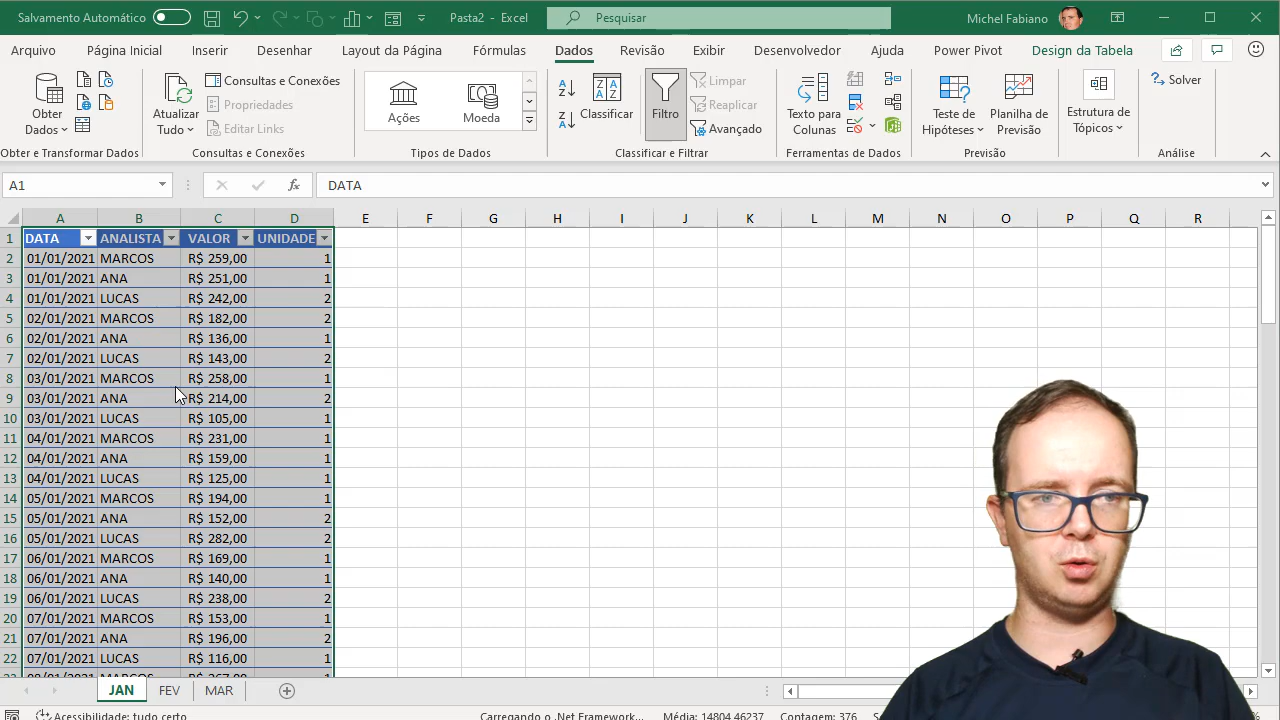 Salvamento Automático Pasta2 - Excel Pesquisar Michel Fabiano
Arquivo Página Inicial Inserir Desenhar Layout da Página Fórmulas Dados Revisão Exibir Desenvolvedor Ajuda Power Pivot Design da Tabela
Obter Dados
Atualizar Tudo
Consultas e Conexões
Propriedades
Editar Links
Ações
Moeda
Classificar
Filtro
Limpar
Reaplicar
Avançado
Texto para Colunas
Teste de Hipóteses
Planilha de Previsão
Estrutura de Tópicos
Solver
Obter e Transformar Dados Consultas e Conexões Tipos de Dados Classificar e Filtrar Ferramentas de Dados Previsão Análise
A1 fx DATA
A B C D E F G H I J K L M N O P Q R
1 DATA ANALISTA VALOR UNIDADE
2 01/01/2021 MARCOS R$ 259,00 1
3 01/01/2021 ANA R$ 251,00 1
4 01/01/2021 LUCAS R$ 242,00 2
5 02/01/2021 MARCOS R$ 182,00 2
6 02/01/2021 ANA R$ 136,00 1
7 02/01/2021 LUCAS R$ 143,00 2
8 03/01/2021 MARCOS R$ 258,00 1
9 03/01/2021 ANA R$ 214,00 2
10 03/01/2021 LUCAS R$ 105,00 1
11 04/01/2021 MARCOS R$ 231,00 1
12 04/01/2021 ANA R$ 159,00 1
13 04/01/2021 LUCAS R$ 125,00 1
14 05/01/2021 MARCOS R$ 194,00 1
15 05/01/2021 ANA R$ 152,00 2
16 05/01/2021 LUCAS R$ 282,00 2
17 06/01/2021 MARCOS R$ 169,00 1
18 06/01/2021 ANA R$ 140,00 1
19 06/01/2021 LUCAS R$ 238,00 2
20 07/01/2021 MARCOS R$ 153,00 1
21 07/01/2021 ANA R$ 196,00 2
22 07/01/2021 LUCAS R$ 116,00 1
JAN FEV MAR
Acessibilidade: tudo certo Carregando o .Net Framework... Média: 14804,46237 Contagem: 376